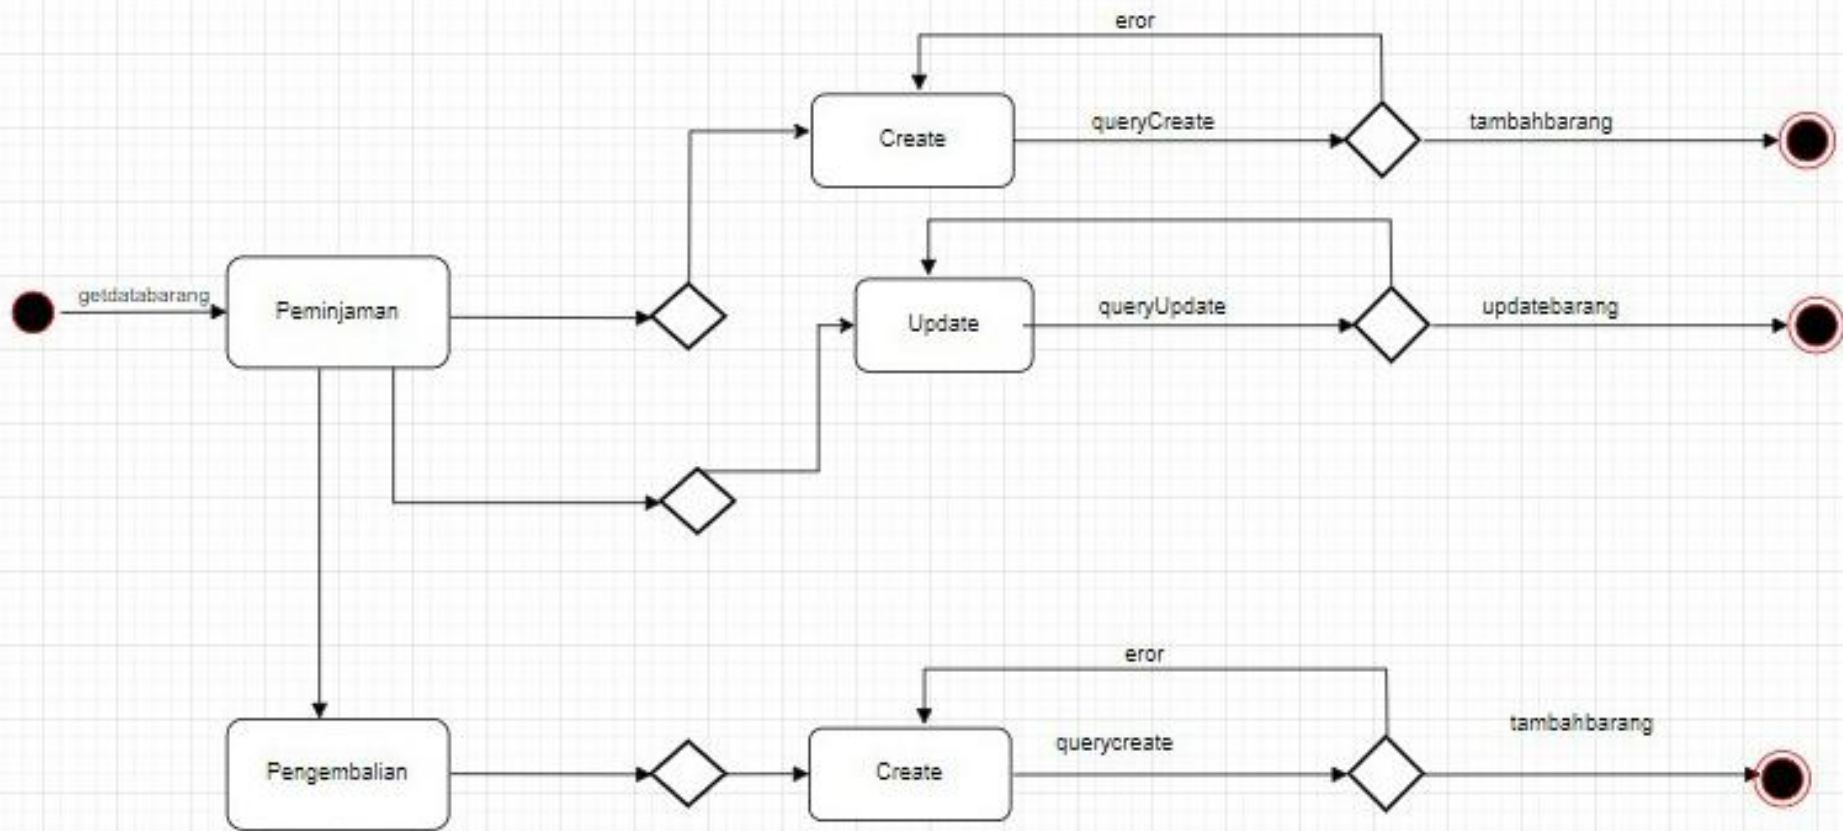 eror
Create
queryCreate
tambahbarang
getdatabarang
Peminjaman
Update
queryUpdate
updatebarang
eror
Pengembalian
Create
querycreate
tambahbarang